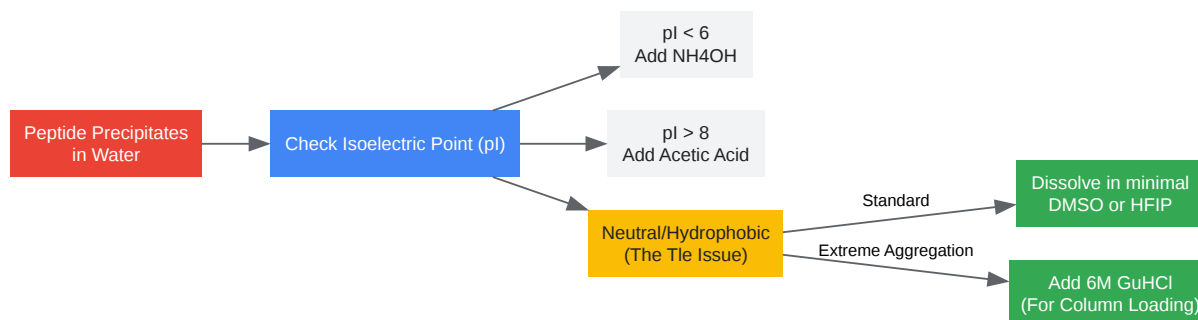 Peptide Precipitates
in Water
Check Isoelectric Point (pI)
pI < 6
Add NH4OH
pI > 8
Add Acetic Acid
Neutral/Hydrophobic
(The Tle Issue)
Standard
Extreme Aggregation
Dissolve in minimal
DMSO or HFIP
Add 6M GuHCl
(For Column Loading)